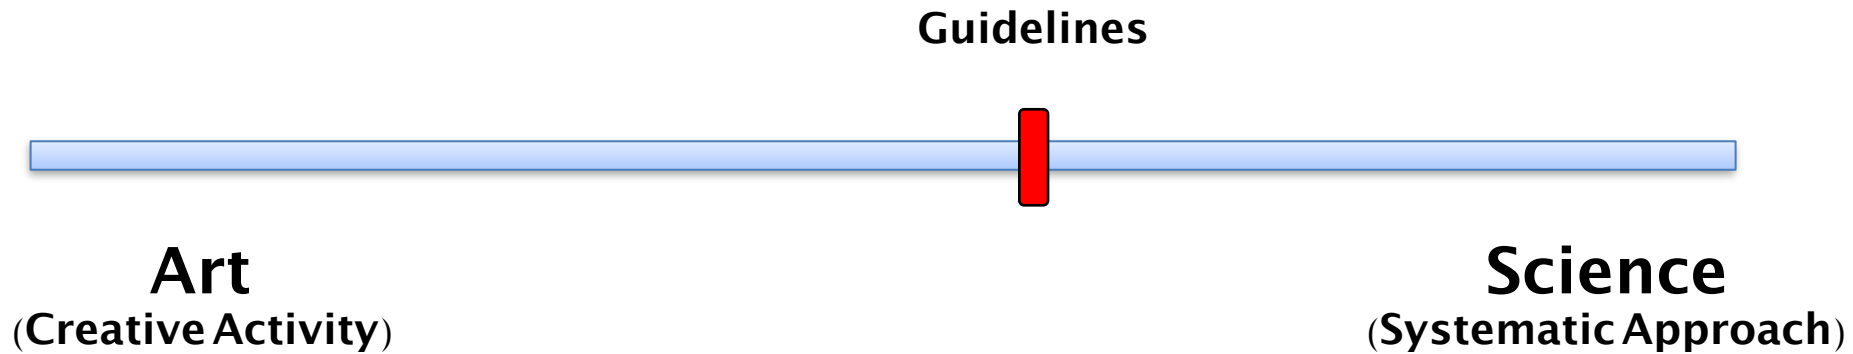 Guidelines
Art
(Creative Activity)
Science
(Systematic Approach)